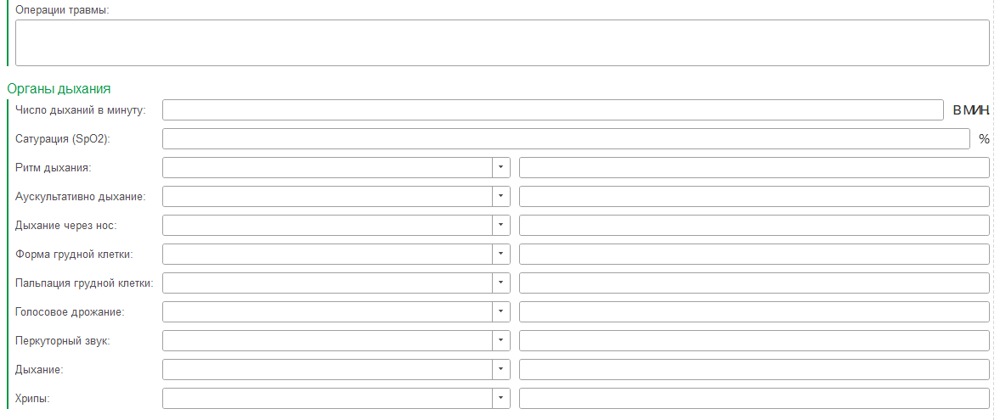 Операции травмы:
Органы дыхания
Число дыханий в минуту: В МИН.
Сатурация (SpO2): %
Ритм дыхания:
Аускультативно дыхание:
Дыхание через нос:
Форма грудной клетки:
Пальпация грудной клетки:
Голосовое дрожание:
Перкуторный звук:
Дыхание:
Хрипы: